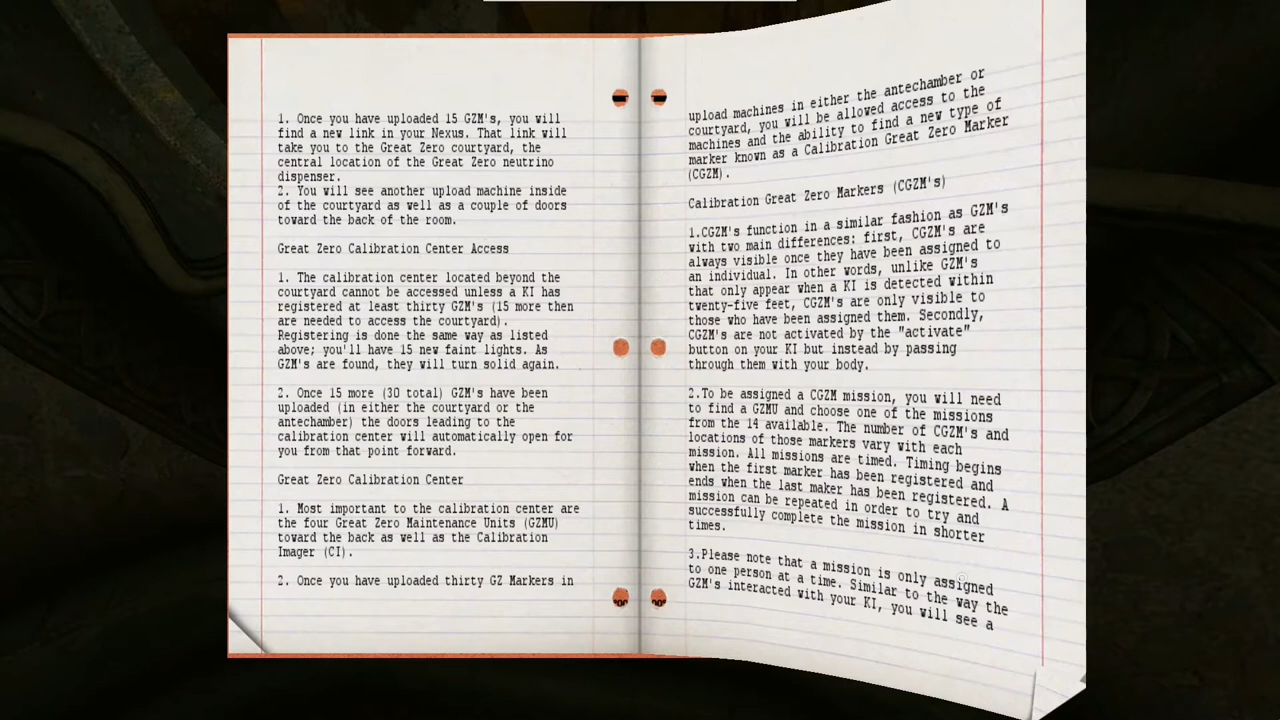 1. Once you have uploaded 15 GZM's, you will
find a new link in your Nexus. That link will
take you to the Great Zero courtyard, the
central location of the Great Zero neutrino
dispenser.
2. You will see another upload machine inside
of the courtyard as well as a couple of doors
toward the back of the room.
Great Zero Calibration Center Access
1. The calibration center located beyond the
courtyard cannot be accessed unless a KI has
registered at least thirty GZM's (15 more then
are needed to access the courtyard).
Registering is done the same way as listed
above; you'll have 15 new faint lights. As
GZM's are found, they will turn solid again.
2. Once 15 more (30 total) GZM's have been
uploaded (in either the courtyard or the
antechamber) the doors leading to the
calibration center will automatically open for
you from that point forward.
Great Zero Calibration Center
1. Most important to the calibration center are
the four Great Zero Maintenance Units (GZMU)
toward the back as well as the Calibration
Imager (CI).
2. Once you have uploaded thirty GZ Markers in
upload machines in either the antechamber or
courtyard, you will be allowed access to the
machines and the ability to find a new type of
marker known as a Calibration Great Zero Marker
(CGZM).
Calibration Great Zero Markers (CGZM's)
1.CGZM's function in a similar fashion as GZM's
with two main differences: first, CGZM's are
always visible once they have been assigned to
an individual. In other words, unlike GZM's
that only appear when a KI is detected within
twenty-five feet, CGZM's are only visible to
those who have been assigned them. Secondly,
CGZM's are not activated by the "activate"
button on your KI but instead by passing
through them with your body.
2.To be assigned a CGZM mission, you will need
to find a GZMU and choose one of the missions
from the 14 available. The number of CGZM's and
locations of those markers vary with each
mission. All missions are timed. Timing begins
when the first marker has been registered and
ends when the last maker has been registered. A
mission can be repeated in order to try and
successfully complete the mission in shorter
times.
3.Please note that a mission is only assigned
to one person at a time. Similar to the way the
GZM's interacted with your KI, you will see a